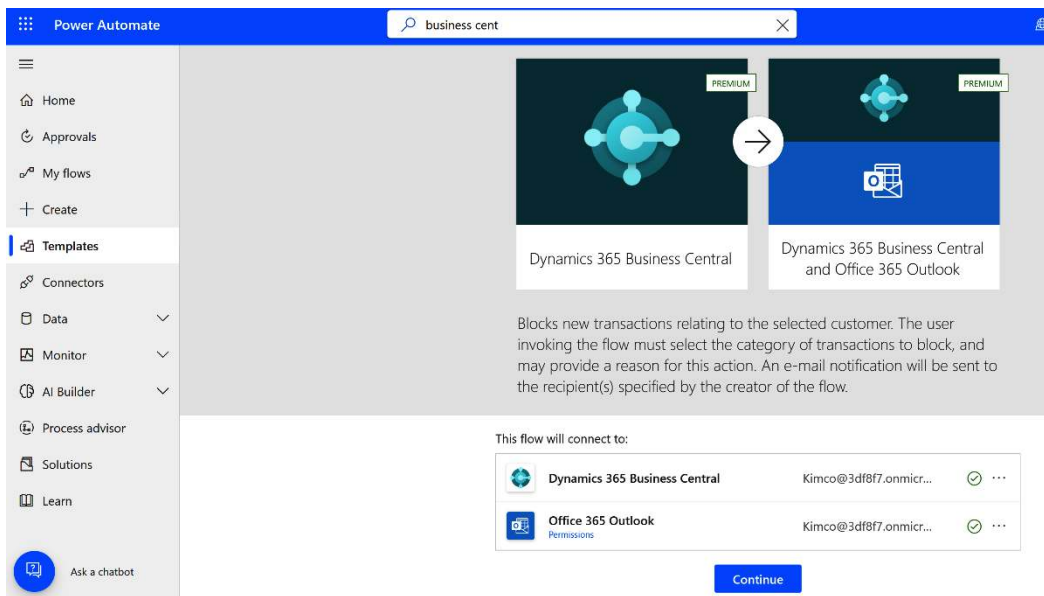 Power Automate
business cent
Home
Approvals
My flows
Create
Templates
Connectors
Data
Monitor
AI Builder
Process advisor
Solutions
Learn
Ask a chatbot
PREMIUM
PREMIUM
Dynamics 365 Business Central
Dynamics 365 Business Central
and Office 365 Outlook
Blocks new transactions relating to the selected customer. The user
invoking the flow must select the category of transactions to block, and
may provide a reason for this action. An e-mail notification will be sent to
the recipient(s) specified by the creator of the flow.
This flow will connect to:
Dynamics 365 Business Central Kimco@3df8f7.onmicr...
Office 365 Outlook Kimco@3df8f7.onmicr...
Permissions
Continue